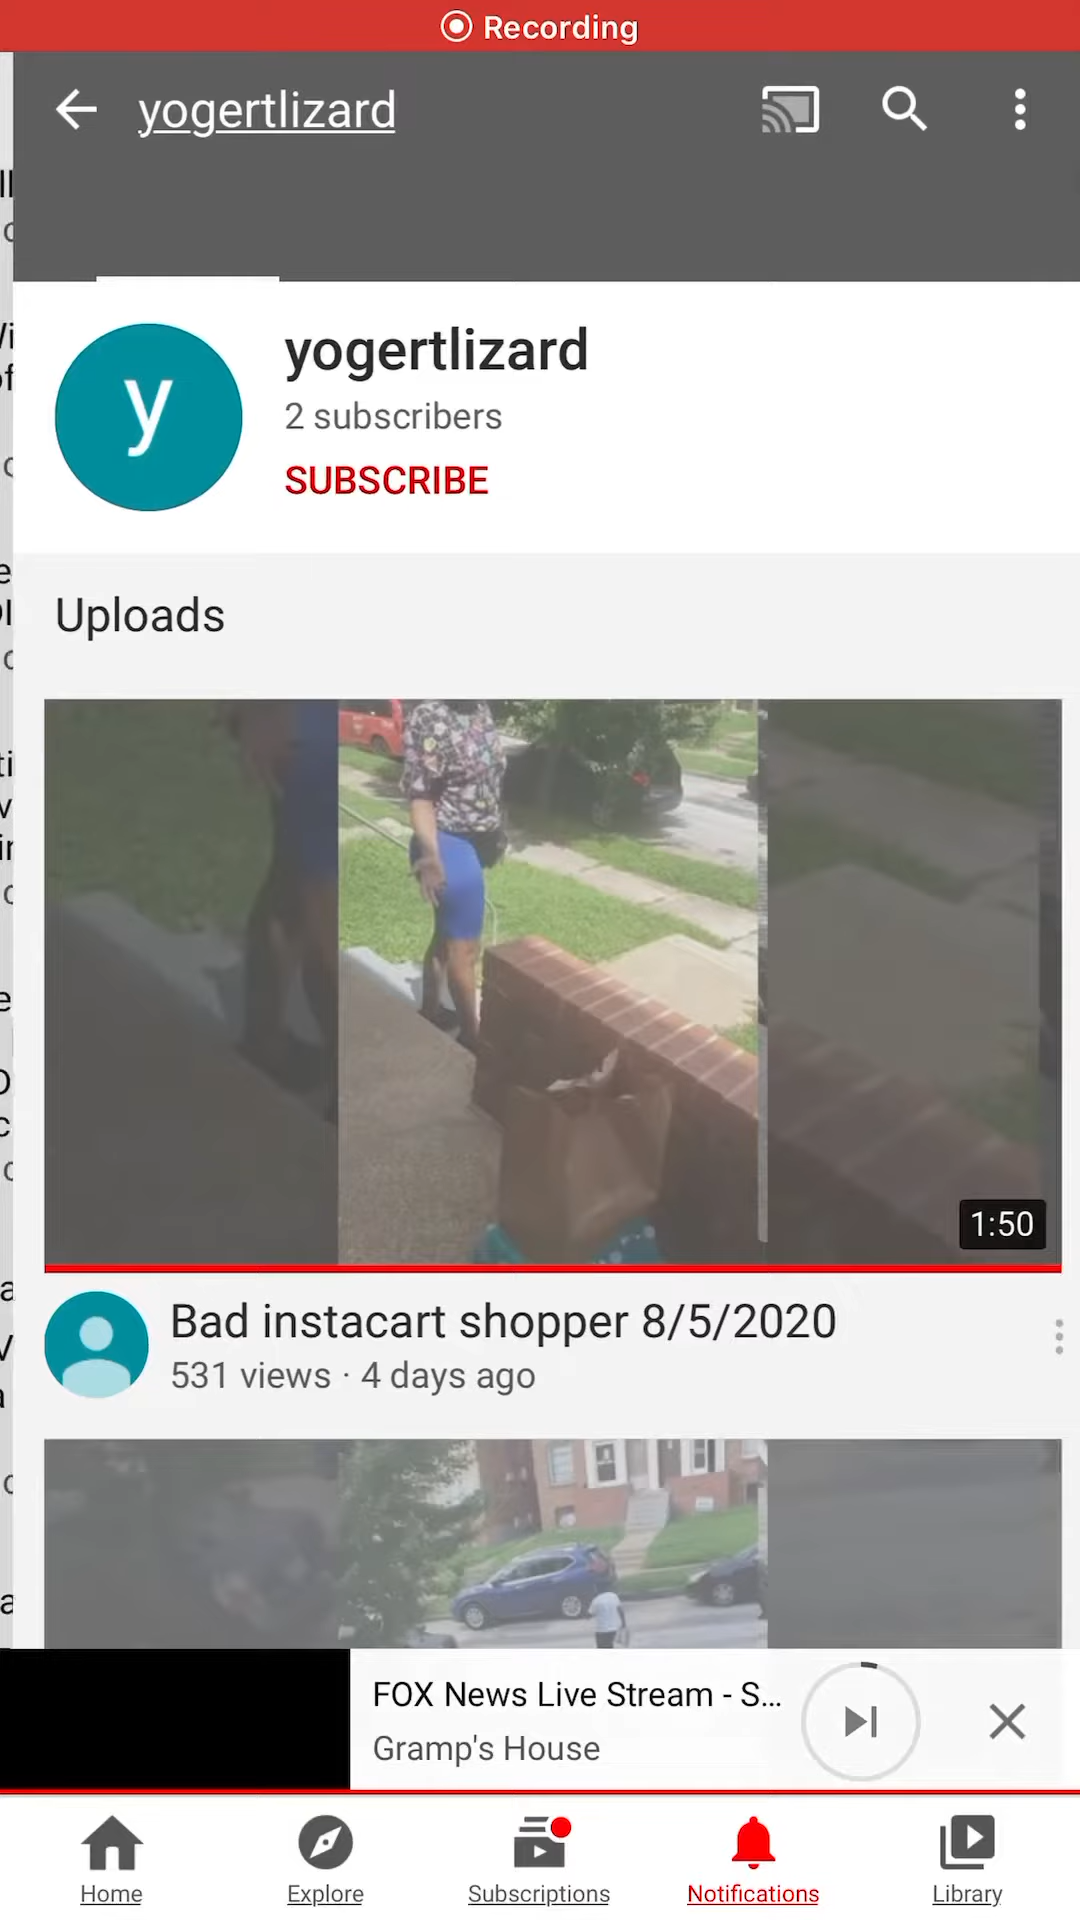 Recording
yogertlizard
y
yogertlizard
2 subscribers
SUBSCRIBE
Uploads
1:50
Bad instacart shopper 8/5/2020
531 views · 4 days ago
FOX News Live Stream - S...
Gramp's House
Home
Explore
Subscriptions
Notifications
Library